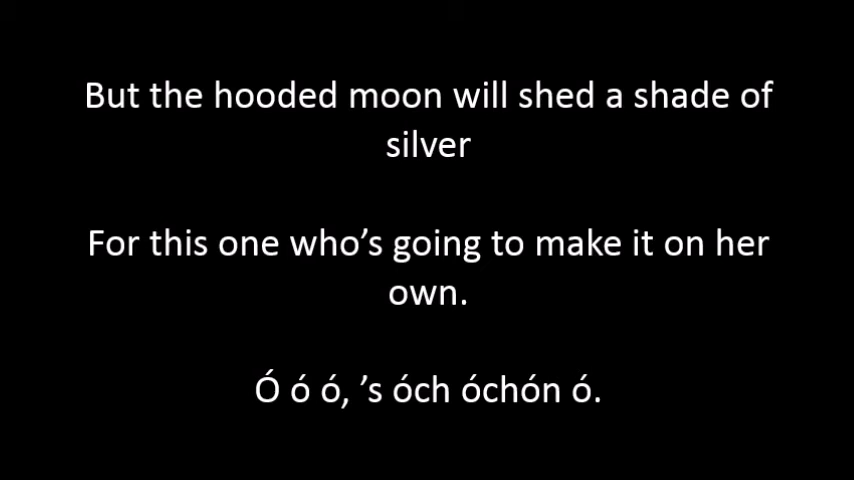 But the hooded moon will shed a shade of
silver
For this one who’s going to make it on her
own.
Ó ó ó, ’s óch óchón ó.